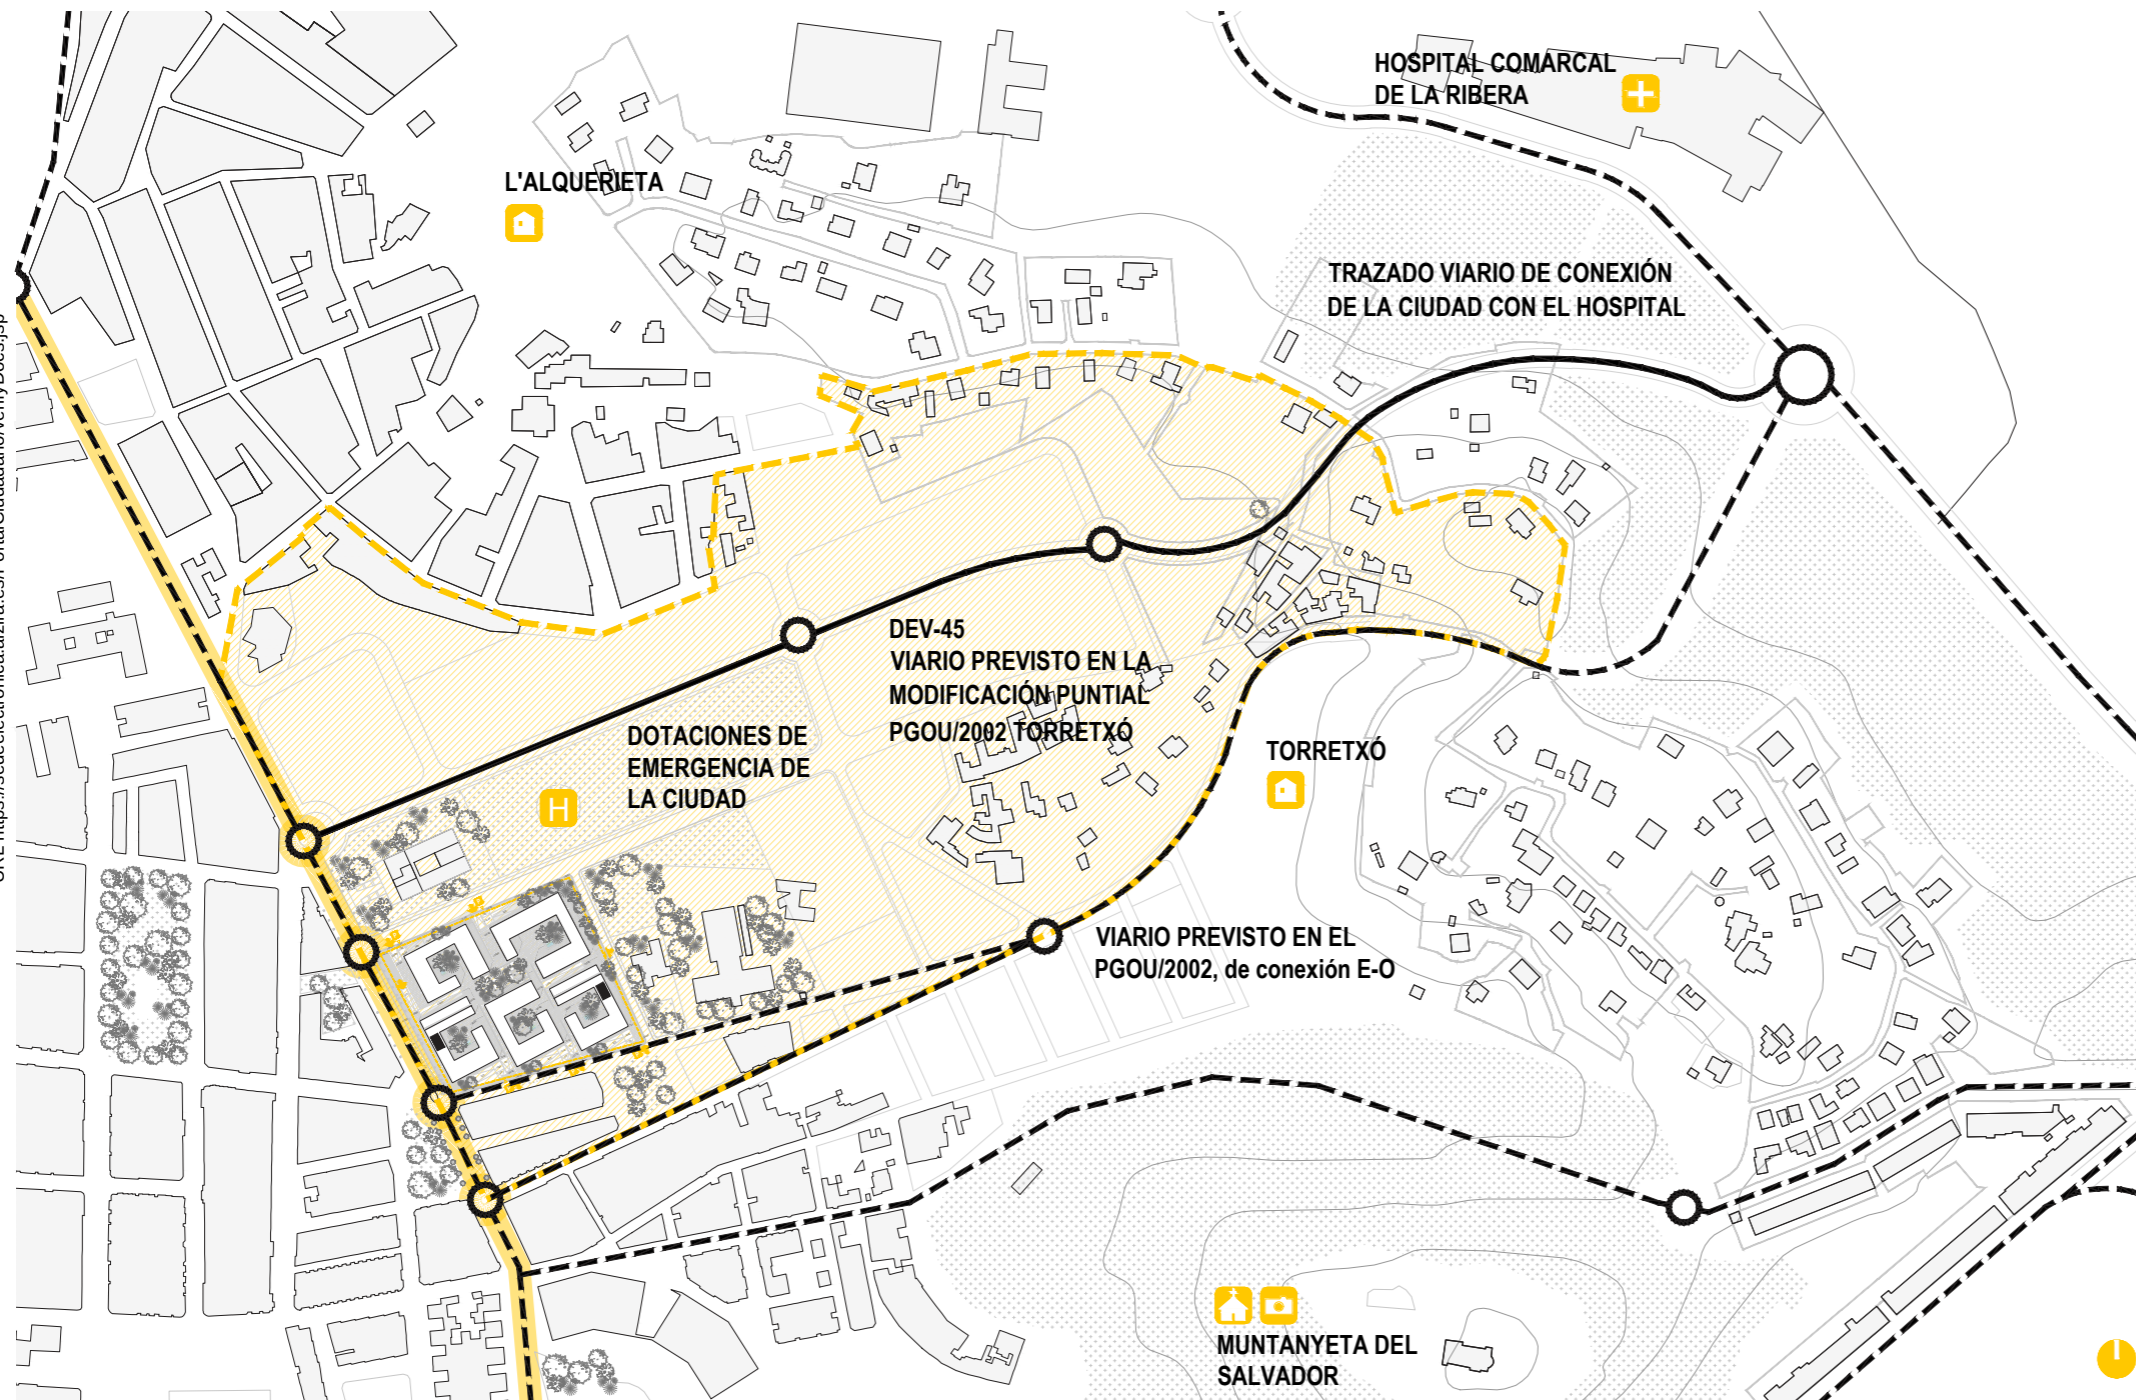 HOSPITAL COMARCAL
DE LA RIBERA
L'ALQUERIETA
TRAZADO VIARIO DE CONEXIÓN
DE LA CIUDAD CON EL HOSPITAL
DEV-45
VIARIO PREVISTO EN LA
MODIFICACIÓN PUNTIAL
PGOU/2002 TORRETXÓ
DOTACIONES DE
EMERGENCIA DE
LA CIUDAD
H
TORRETXÓ
VIARIO PREVISTO EN EL
PGOU/2002, de conexión E-O
MUNTANYETA DEL
SALVADOR